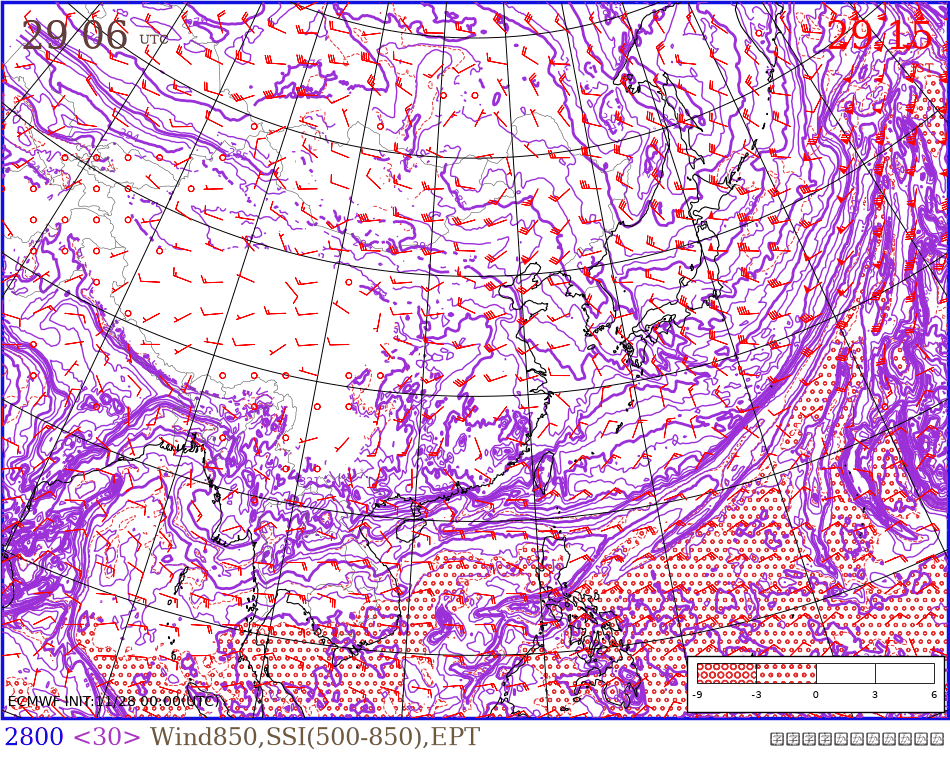 29 06 UTC
29 15
ECMWF INIT:11/28 00:00(UTC)
-9 -3 0 3 6
2800 <30> Wind850,SSI(500-850),EPT